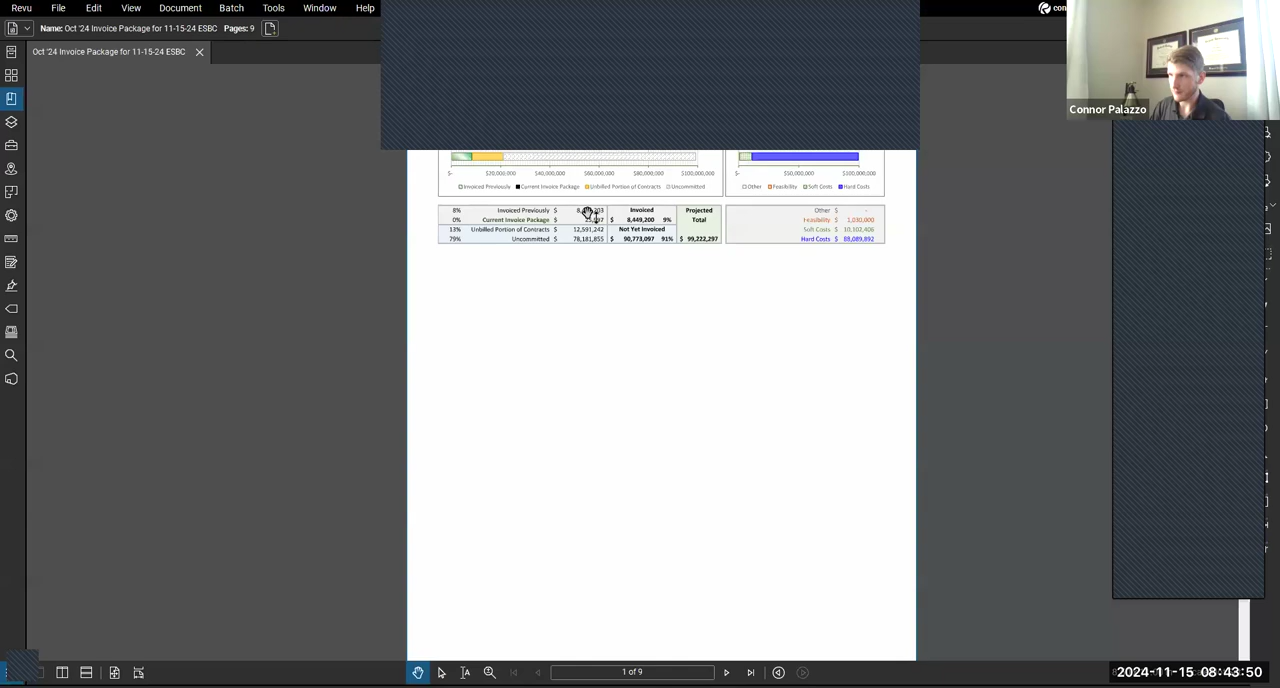 Revu File Edit View Document Batch Tools Window Help
Name: Oct '24 Invoice Package for 11-15-24 ESBC Pages: 9
Oct '24 Invoice Package for 11-15-24 ESBC
Connor Palazzo
$- $20,000,000 $40,000,000 $60,000,000 $80,000,000 $100,000,000
$- $50,000,000 $100,000,000
Invoiced Previously Current Invoice Package Unbilled Portion of Contracts Uncommitted
Other Feasibility Soft Costs Hard Costs
8% Invoiced Previously $ Invoiced Projected Other $ -
0% Current Invoice Package $ $ 8,449,200 9% Total Feasibility $ 1,030,000
13% Unbilled Portion of Contracts $ 12,591,242 Not Yet Invoiced Soft Costs $ 10,102,406
79% Uncommitted $ 78,181,855 $ 90,773,097 91% $ 99,222,297 Hard Costs $ 88,089,892
1 of 9
2024-11-15 08:43:50